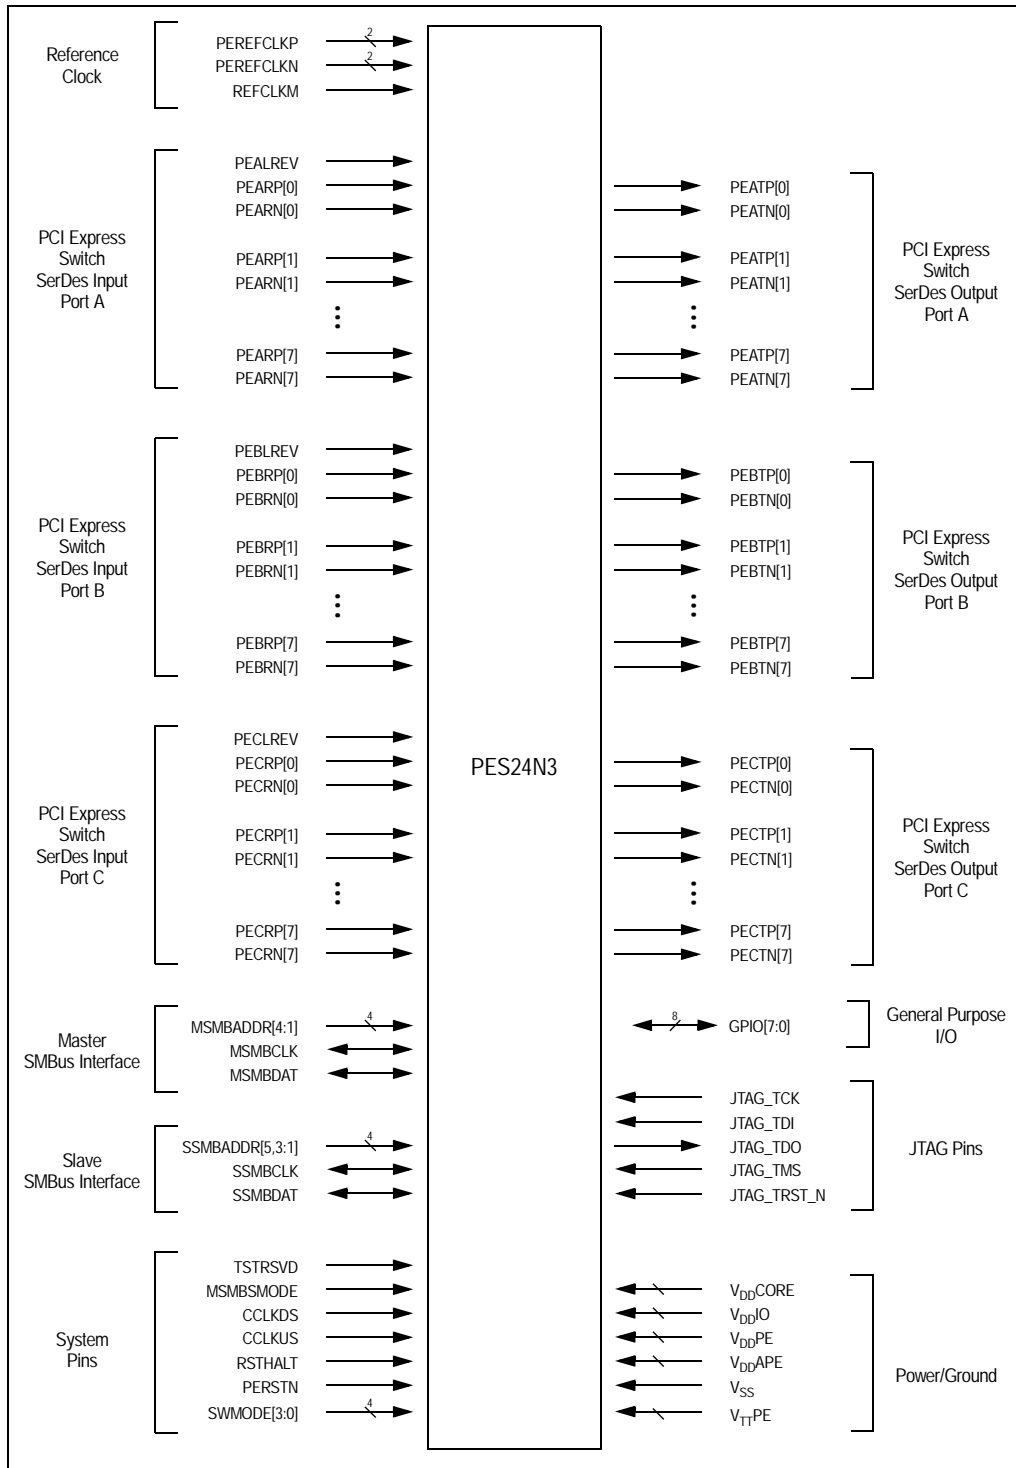 Reference
Clock
PEREFCLKP
2
PEREFCLKN
2
REFCLKM
PCI Express
Switch
SerDes Input
Port A
PEALREV
PEARP[0]
PEARN[0]
PEARP[1]
PEARN[1]
PEARP[7]
PEARN[7]
PEATP[0]
PEATN[0]
PEATP[1]
PEATN[1]
PEATP[7]
PEATN[7]
PCI Express
Switch
SerDes Output
Port A
PCI Express
Switch
SerDes Input
Port B
PEBLREV
PEBRP[0]
PEBRN[0]
PEBRP[1]
PEBRN[1]
PEBRP[7]
PEBRN[7]
PEBTP[0]
PEBTN[0]
PEBTP[1]
PEBTN[1]
PEBTP[7]
PEBTN[7]
PCI Express
Switch
SerDes Output
Port B
PCI Express
Switch
SerDes Input
Port C
PECLREV
PECRP[0]
PECRN[0]
PECRP[1]
PECRN[1]
PECRP[7]
PECRN[7]
PES24N3
PECTP[0]
PECTN[0]
PECTP[1]
PECTN[1]
PECTP[7]
PECTN[7]
PCI Express
Switch
SerDes Output
Port C
Master
SMBus Interface
MSMBADDR[4:1]
4
MSMBCLK
MSMBDAT
8
GPIO[7:0]
General Purpose
I/O
Slave
SMBus Interface
SSMBADDR[5,3:1]
4
SSMBCLK
SSMBDAT
JTAG_TCK
JTAG_TDI
JTAG_TDO
JTAG_TMS
JTAG_TRST_N
JTAG Pins
System
Pins
TSTRSVD
MSMBSMODE
CCLKDS
CCLKUS
RSTHALT
PERSTN
SWMODE[3:0]
4
VDDCORE
VDDIO
VDDPE
VDDAPE
VSS
VTTPE
Power/Ground